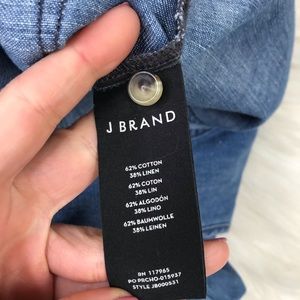 J BRAND
62% COTTON
38% LINEN
62% COTON
38% LIN
62% ALGODÓN
38% LINO
62% BAUMWOLLE
38% LEINEN
RN 117965
PO PRCHO-015937
STYLE JB000531